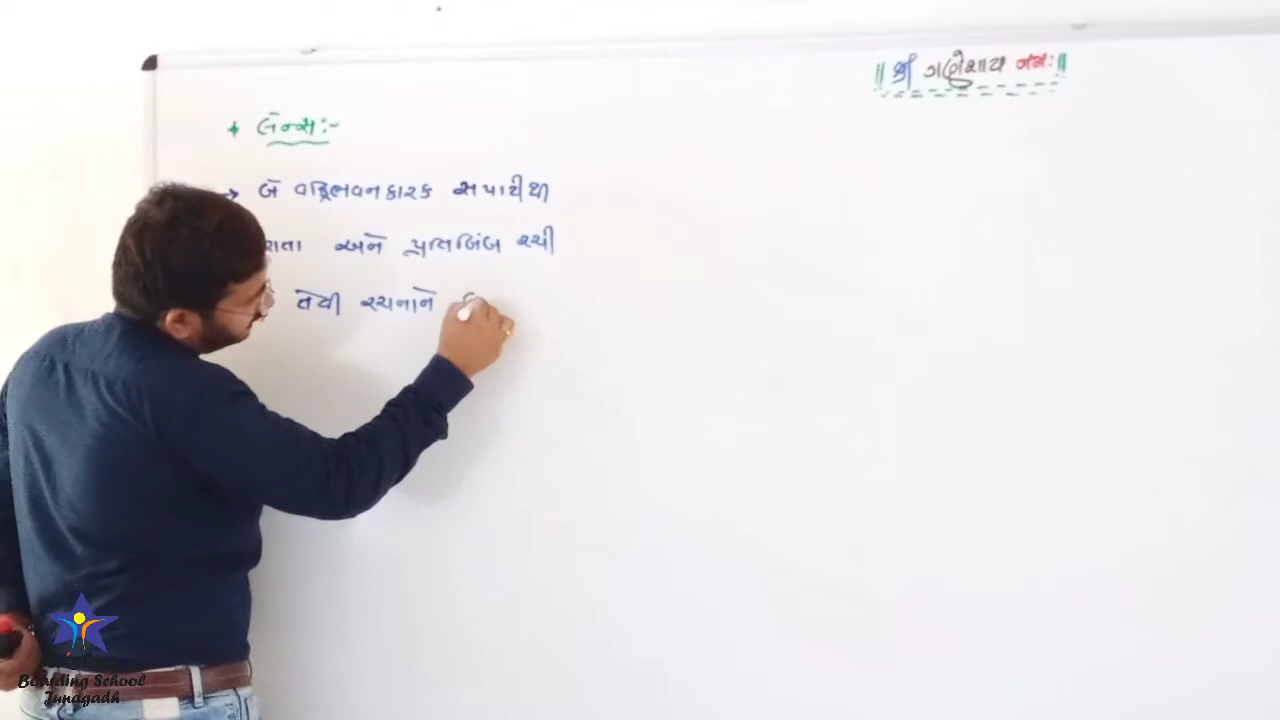 || શ્રી ગણેશાય નમઃ ||
+ લેન્સ :-
→ બે વક્રિભવનકારક સપાટીથી
અને પ્રતિબિંબ રચી
તેવી રચનાને
Boarding School
Junagadh